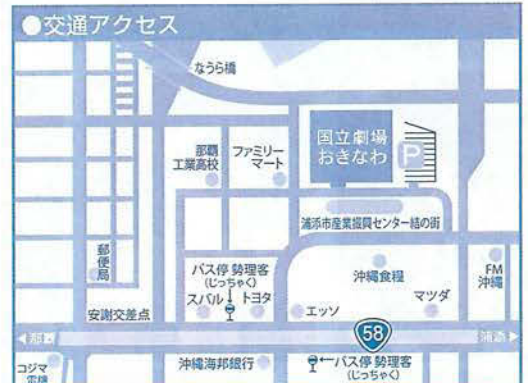 ●交通アクセス
なうら橋
国立劇場
おきなわ
P
那覇
工業高校
ファミリー
マート
浦添市産業振興センター結の街
郵
便
局
バス停 勢理客
(じっちゃく)
スバル
トヨタ
沖縄食糧
FM
沖縄
マツダ
エッソ
安謝交差点
58
◀那覇
浦添▶
コジマ
電機
沖縄海邦銀行
←バス停 勢理客
(じっちゃく)